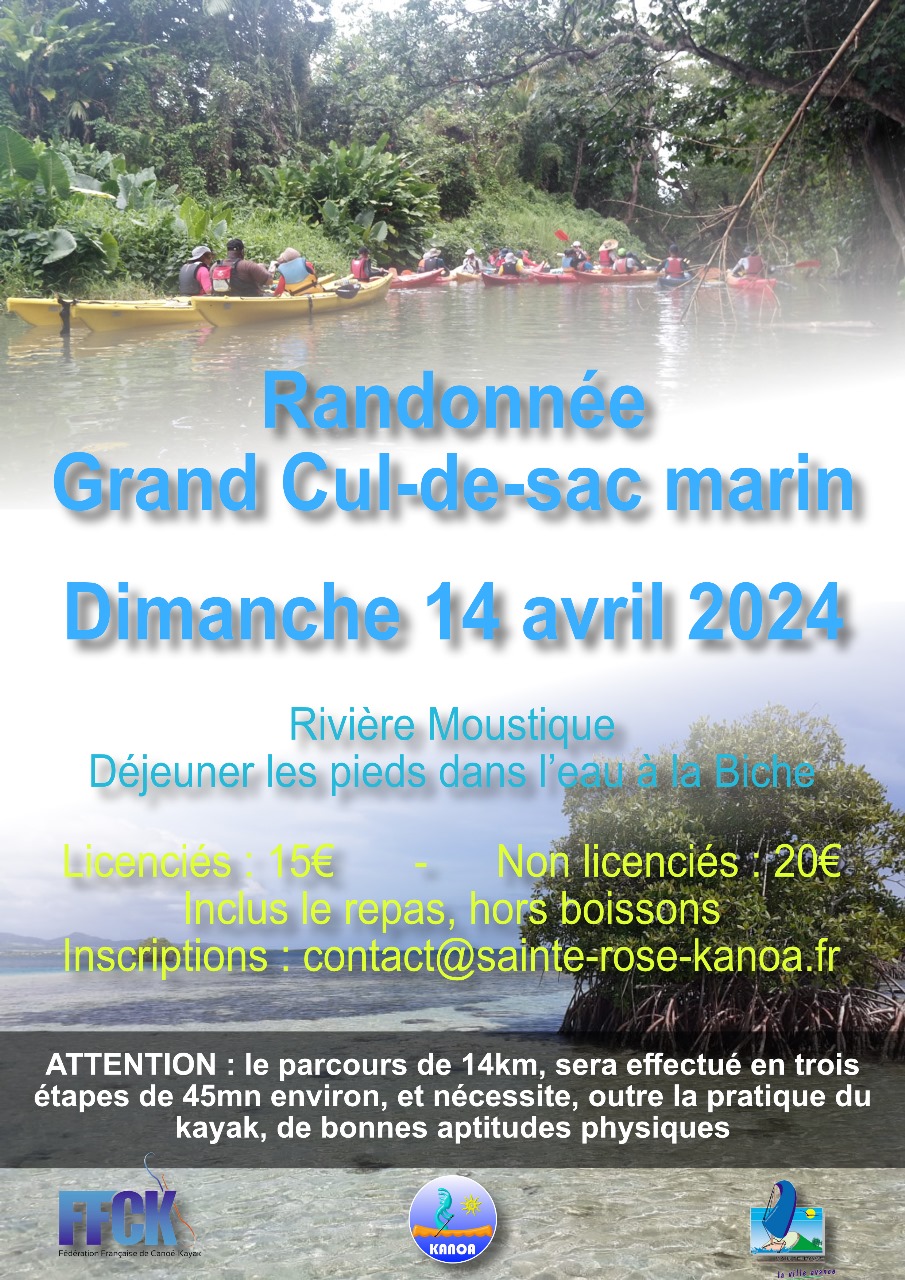 Randonnée
Grand Cul-de-sac marin
Dimanche 14 avril 2024
Rivière Moustique
Déjeuner les pieds dans l'eau à la Biche
Licenciés : 15€ - Non licenciés : 20€
Inclus le repas, hors boissons
Inscriptions : contact@sainte-rose-kanoa.fr
ATTENTION : le parcours de 14km, sera effectué en trois
étapes de 45mn environ, et nécessite, outre la pratique du
kayak, de bonnes aptitudes physiques
FFCK
Fédération Française de Canoë-Kayak
KANOA
la ville avance